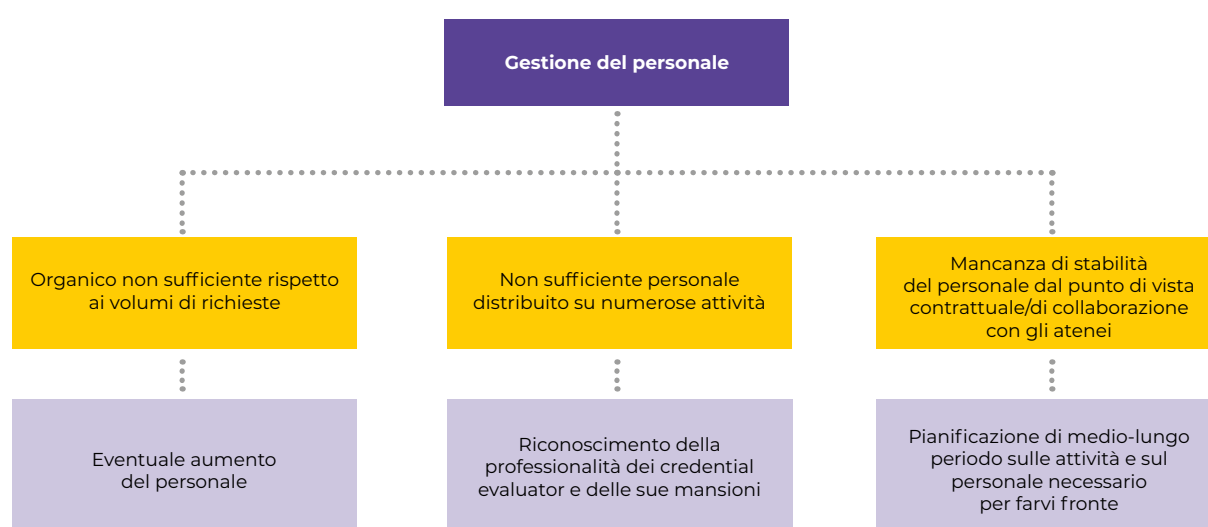 Gestione del personale
Organico non sufficiente rispetto
ai volumi di richieste
Non sufficiente personale
distribuito su numerose attività
Mancanza di stabilità
del personale dal punto di vista
contrattuale/di collaborazione
con gli atenei
Eventuale aumento
del personale
Riconoscimento della
professionalità dei credential
evaluator e delle sue mansioni
Pianificazione di medio-lungo
periodo sulle attività e sul
personale necessario
per farvi fronte